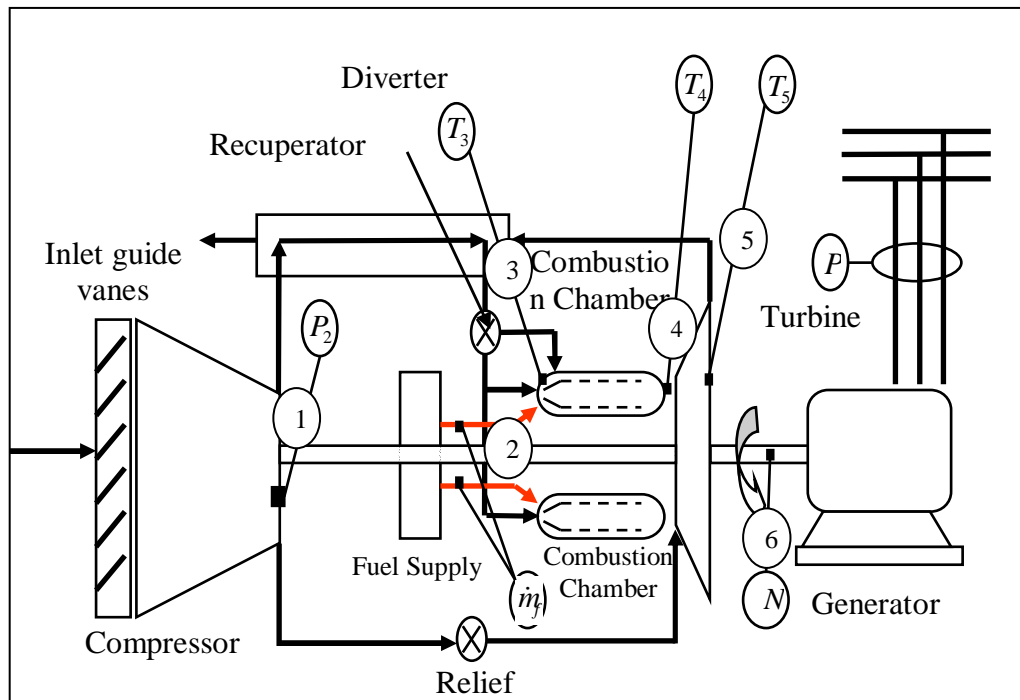 Diverter
T₃
T₄
T₅
Recuperator
Inlet guide
vanes
3
Combustio
n Chamber
5
P
Turbine
P₂
4
1
2
6
Fuel Supply
Combustion
Chamber
ṁf
N
Generator
Compressor
Relief